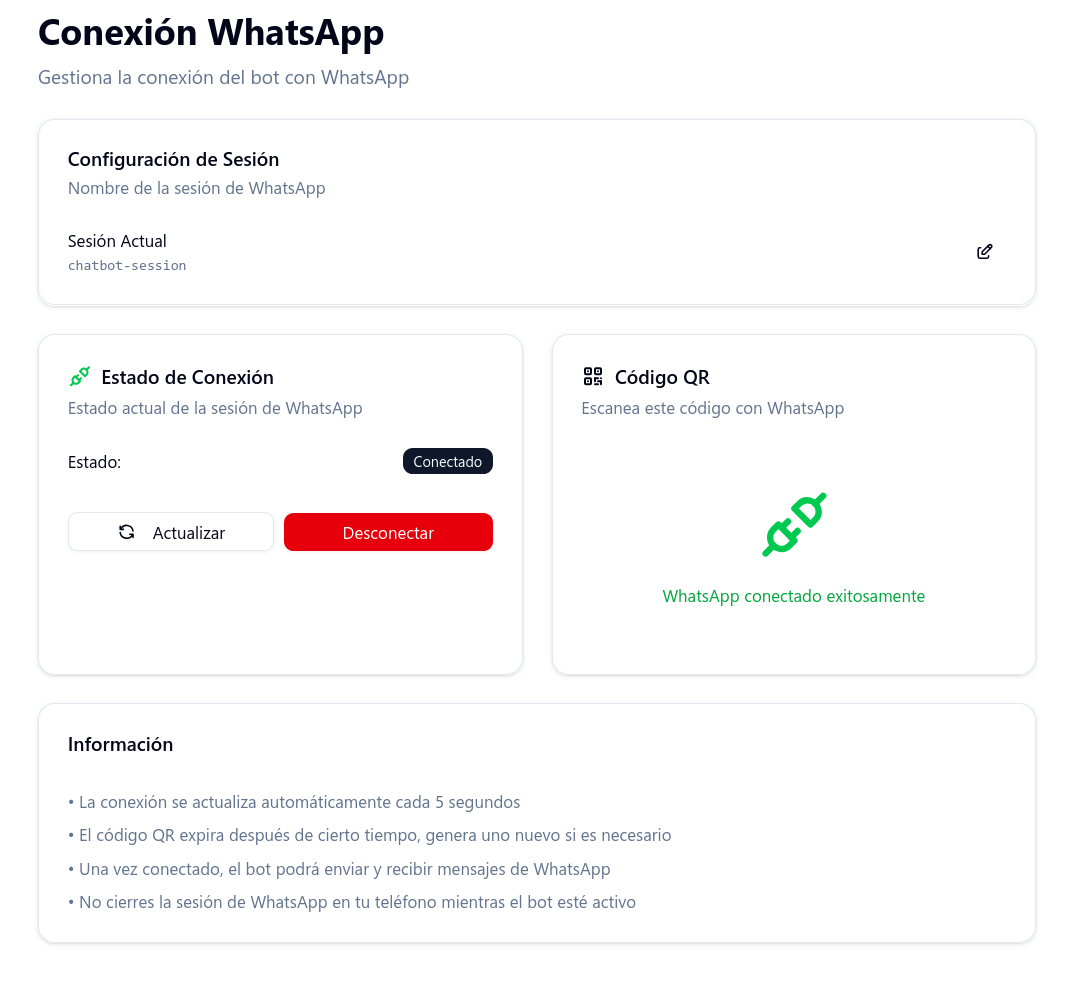 Conexión WhatsApp
Gestiona la conexión del bot con WhatsApp
Configuración de Sesión
Nombre de la sesión de WhatsApp
Sesión Actual
chatbot-session
Estado de Conexión
Estado actual de la sesión de WhatsApp
Estado:
Conectado
Actualizar
Desconectar
Código QR
Escanea este código con WhatsApp
WhatsApp conectado exitosamente
Información
• La conexión se actualiza automáticamente cada 5 segundos
• El código QR expira después de cierto tiempo, genera uno nuevo si es necesario
• Una vez conectado, el bot podrá enviar y recibir mensajes de WhatsApp
• No cierres la sesión de WhatsApp en tu teléfono mientras el bot esté activo